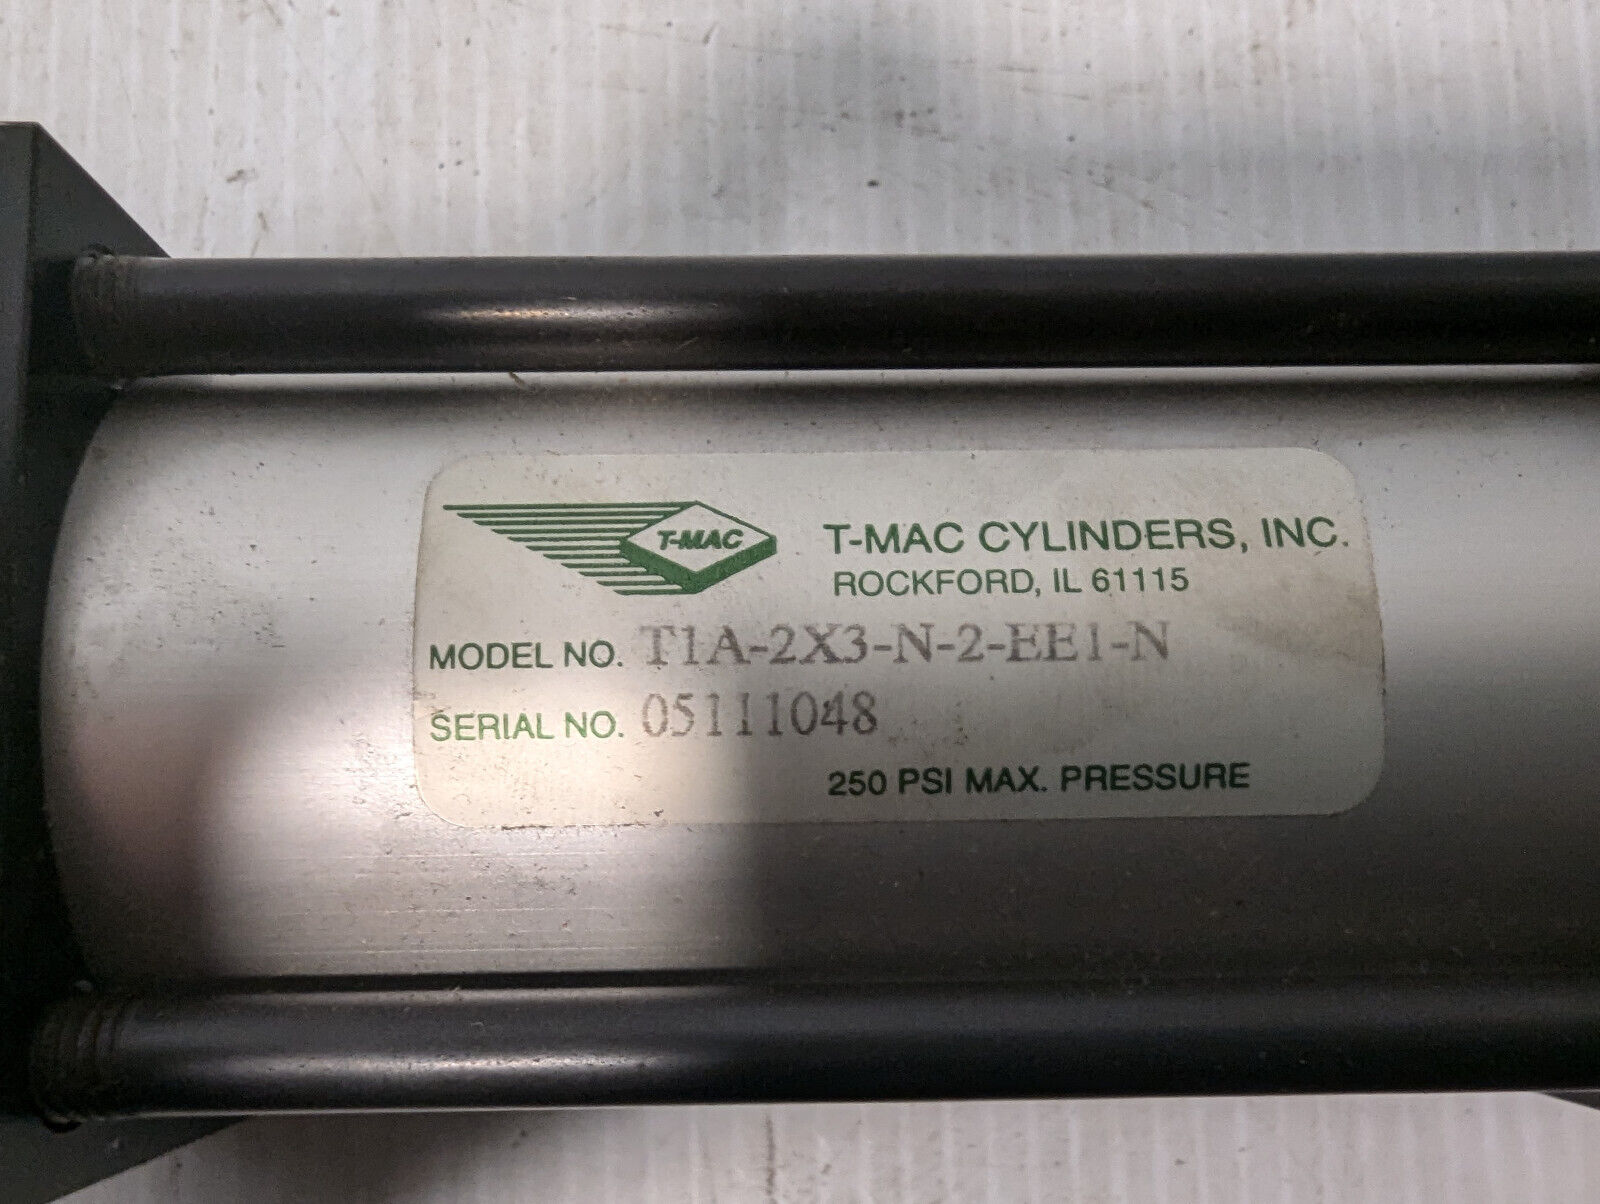 T-MAC
T-MAC CYLINDERS, INC.
ROCKFORD, IL 61115
MODEL NO. T1A-2X3-N-2-EE1-N
SERIAL NO. 05111048
250 PSI MAX. PRESSURE